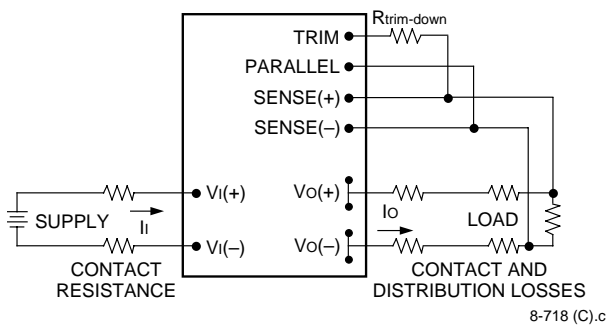 Rtrim-down
TRIM
PARALLEL
SENSE(+)
SENSE(–)
VI(+)
VO(+)
SUPPLY
II
IO
LOAD
VI(–)
VO(–)
CONTACT
RESISTANCE
CONTACT AND
DISTRIBUTION LOSSES
8-718 (C).c